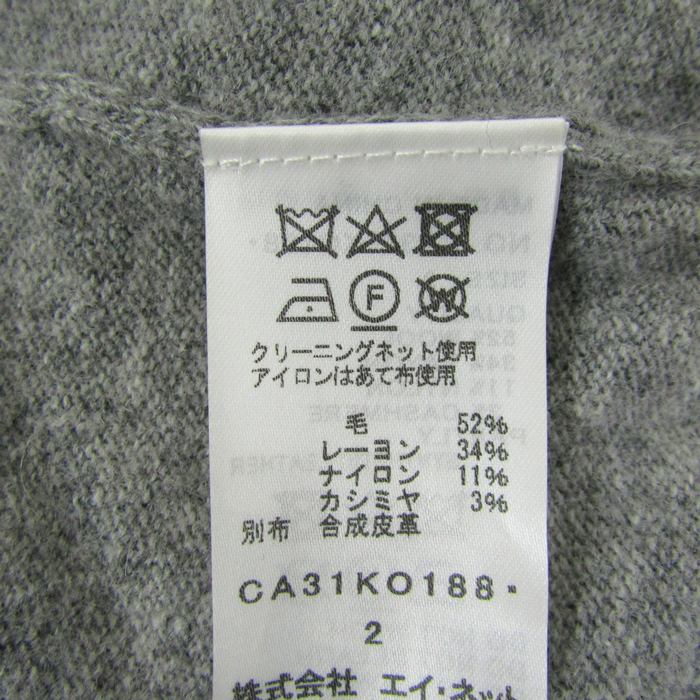 F W
クリーニングネット使用
アイロンはあて布使用
毛 52%
レーヨン 34%
ナイロン 11%
カシミヤ 3%
別布 合成皮革
CA31KO188・
2
株式会社 エイ・ネット